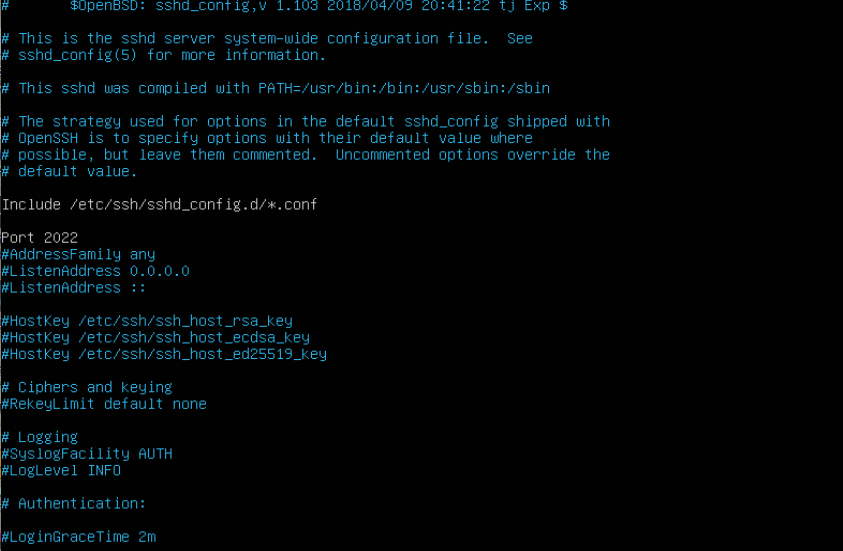 #       $OpenBSD: sshd_config,v 1.103 2018/04/09 20:41:22 tj Exp $
# This is the sshd server system-wide configuration file.  See
# sshd_config(5) for more information.
# This sshd was compiled with PATH=/usr/bin:/bin:/usr/sbin:/sbin
# The strategy used for options in the default sshd_config shipped with
# OpenSSH is to specify options with their default value where
# possible, but leave them commented.  Uncommented options override the
# default value.
Include /etc/ssh/sshd_config.d/*.conf
Port 2022
#AddressFamily any
#ListenAddress 0.0.0.0
#ListenAddress ::
#HostKey /etc/ssh/ssh_host_rsa_key
#HostKey /etc/ssh/ssh_host_ecdsa_key
#HostKey /etc/ssh/ssh_host_ed25519_key
# Ciphers and keying
#RekeyLimit default none
# Logging
#SyslogFacility AUTH
#LogLevel INFO
# Authentication:
#LoginGraceTime 2m